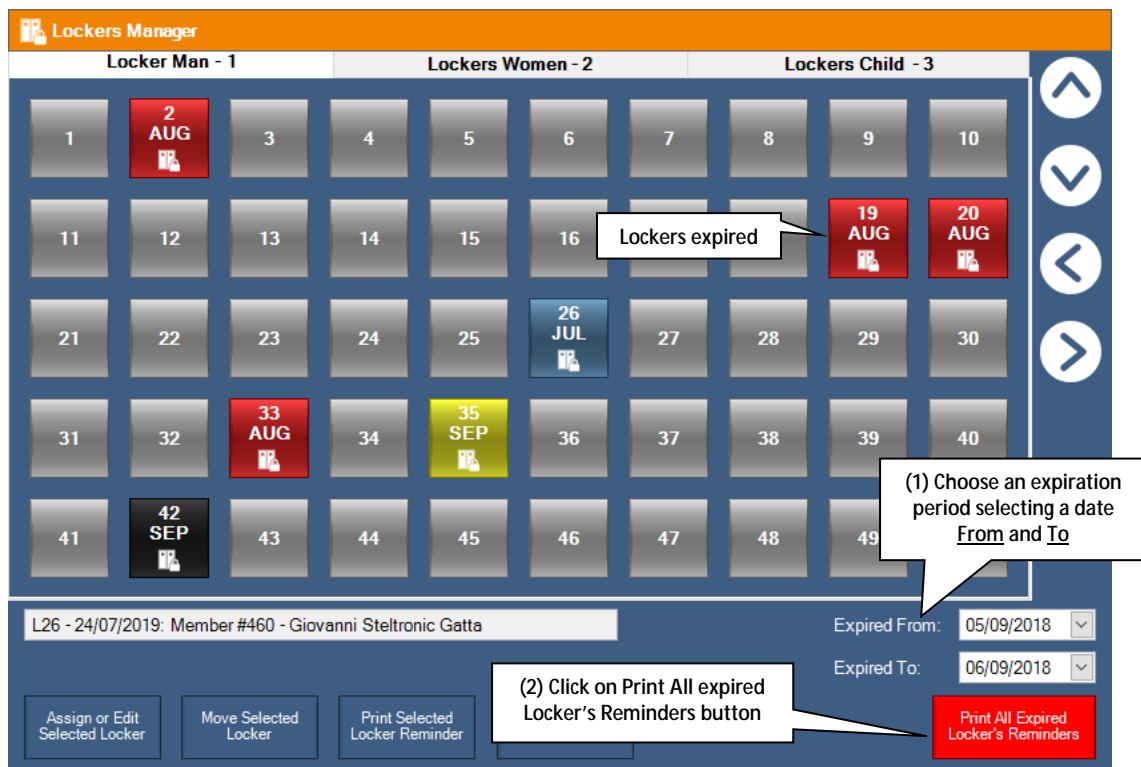 Lockers Manager
Locker Man - 1
Lockers Women - 2
Lockers Child - 3
1
2
AUG
3
4
5
6
7
8
9
10
11
12
13
14
15
16
Lockers expired
19
AUG
20
AUG
21
22
23
24
25
26
JUL
27
28
29
30
31
32
33
AUG
34
35
SEP
36
37
38
39
40
(1) Choose an expiration
period selecting a date
From and To
41
42
SEP
43
44
45
46
47
48
49
L26 - 24/07/2019: Member #460 - Giovanni Steltronic Gatta
Expired From:
05/09/2018
Expired To:
06/09/2018
(2) Click on Print All expired
Locker's Reminders button
Assign or Edit
Selected Locker
Move Selected
Locker
Print Selected
Locker Reminder
Print All Expired
Locker's Reminders